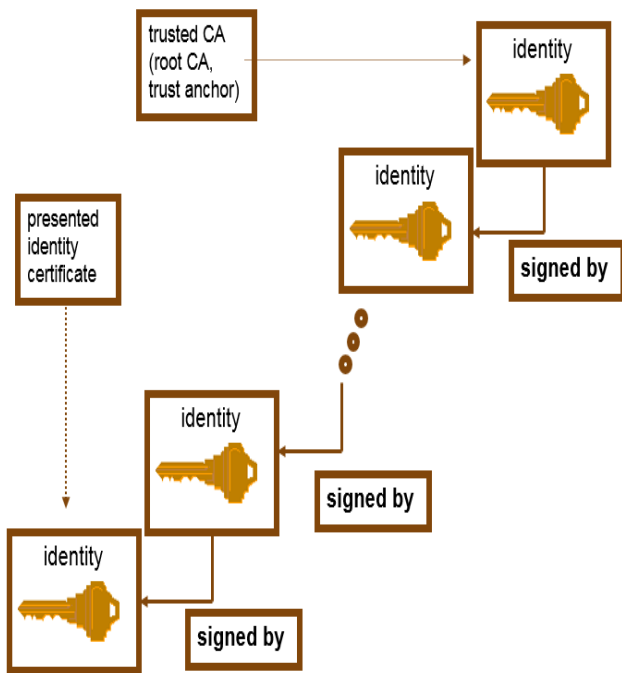 trusted CA
(root CA,
trust anchor)
identity
identity
signed by
presented
identity
certificate
identity
signed by
identity
signed by